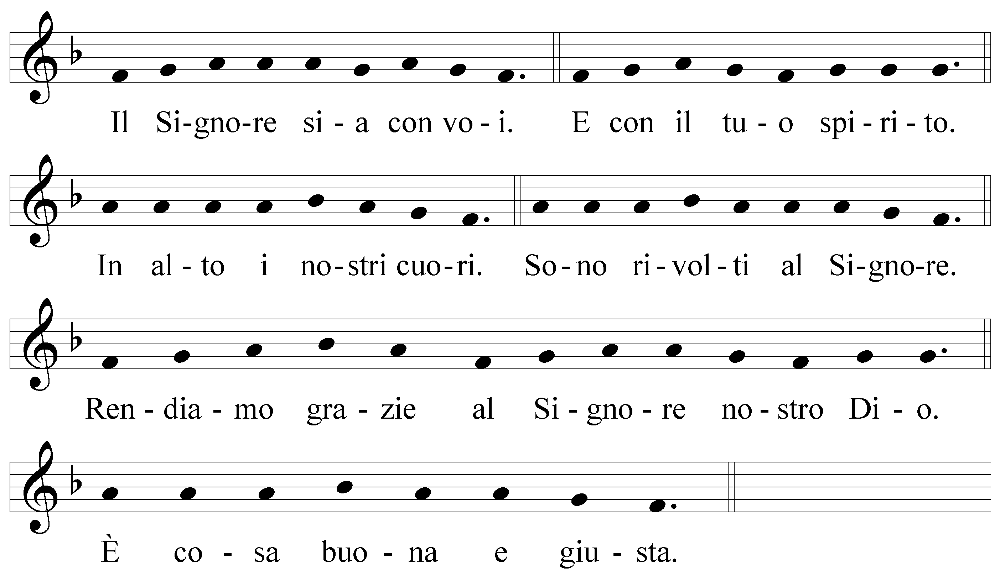 Il Si-gno-re si - a con vo - i. E con il tu - o spi - ri - to.
In al - to i no-stri cuo-ri. So - no ri - vol - ti al Si-gno-re.
Ren - dia - mo gra - zie al Si - gno - re no - stro Di - o.
È co - sa buo - na e giu - sta.